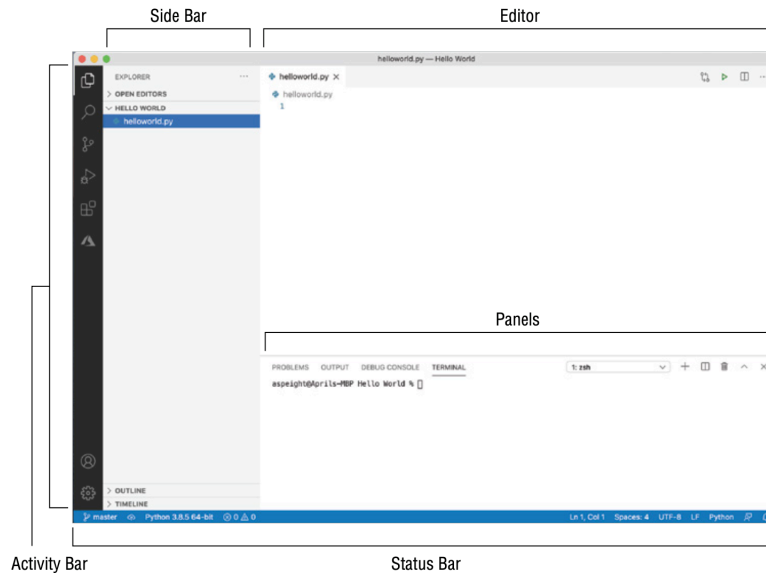 Side Bar
Editor
helloworld.py — Hello World
EXPLORER
OPEN EDITORS
HELLO WORLD
helloworld.py
helloworld.py
helloworld.py
1
Panels
PROBLEMS OUTPUT DEBUG CONSOLE TERMINAL 1: zsh
aspeight@Aprils-MBP Hello World %
OUTLINE
TIMELINE
master Python 3.8.5 64-bit 0 0 Ln 1, Col 1 Spaces: 4 UTF-8 LF Python
Activity Bar
Status Bar